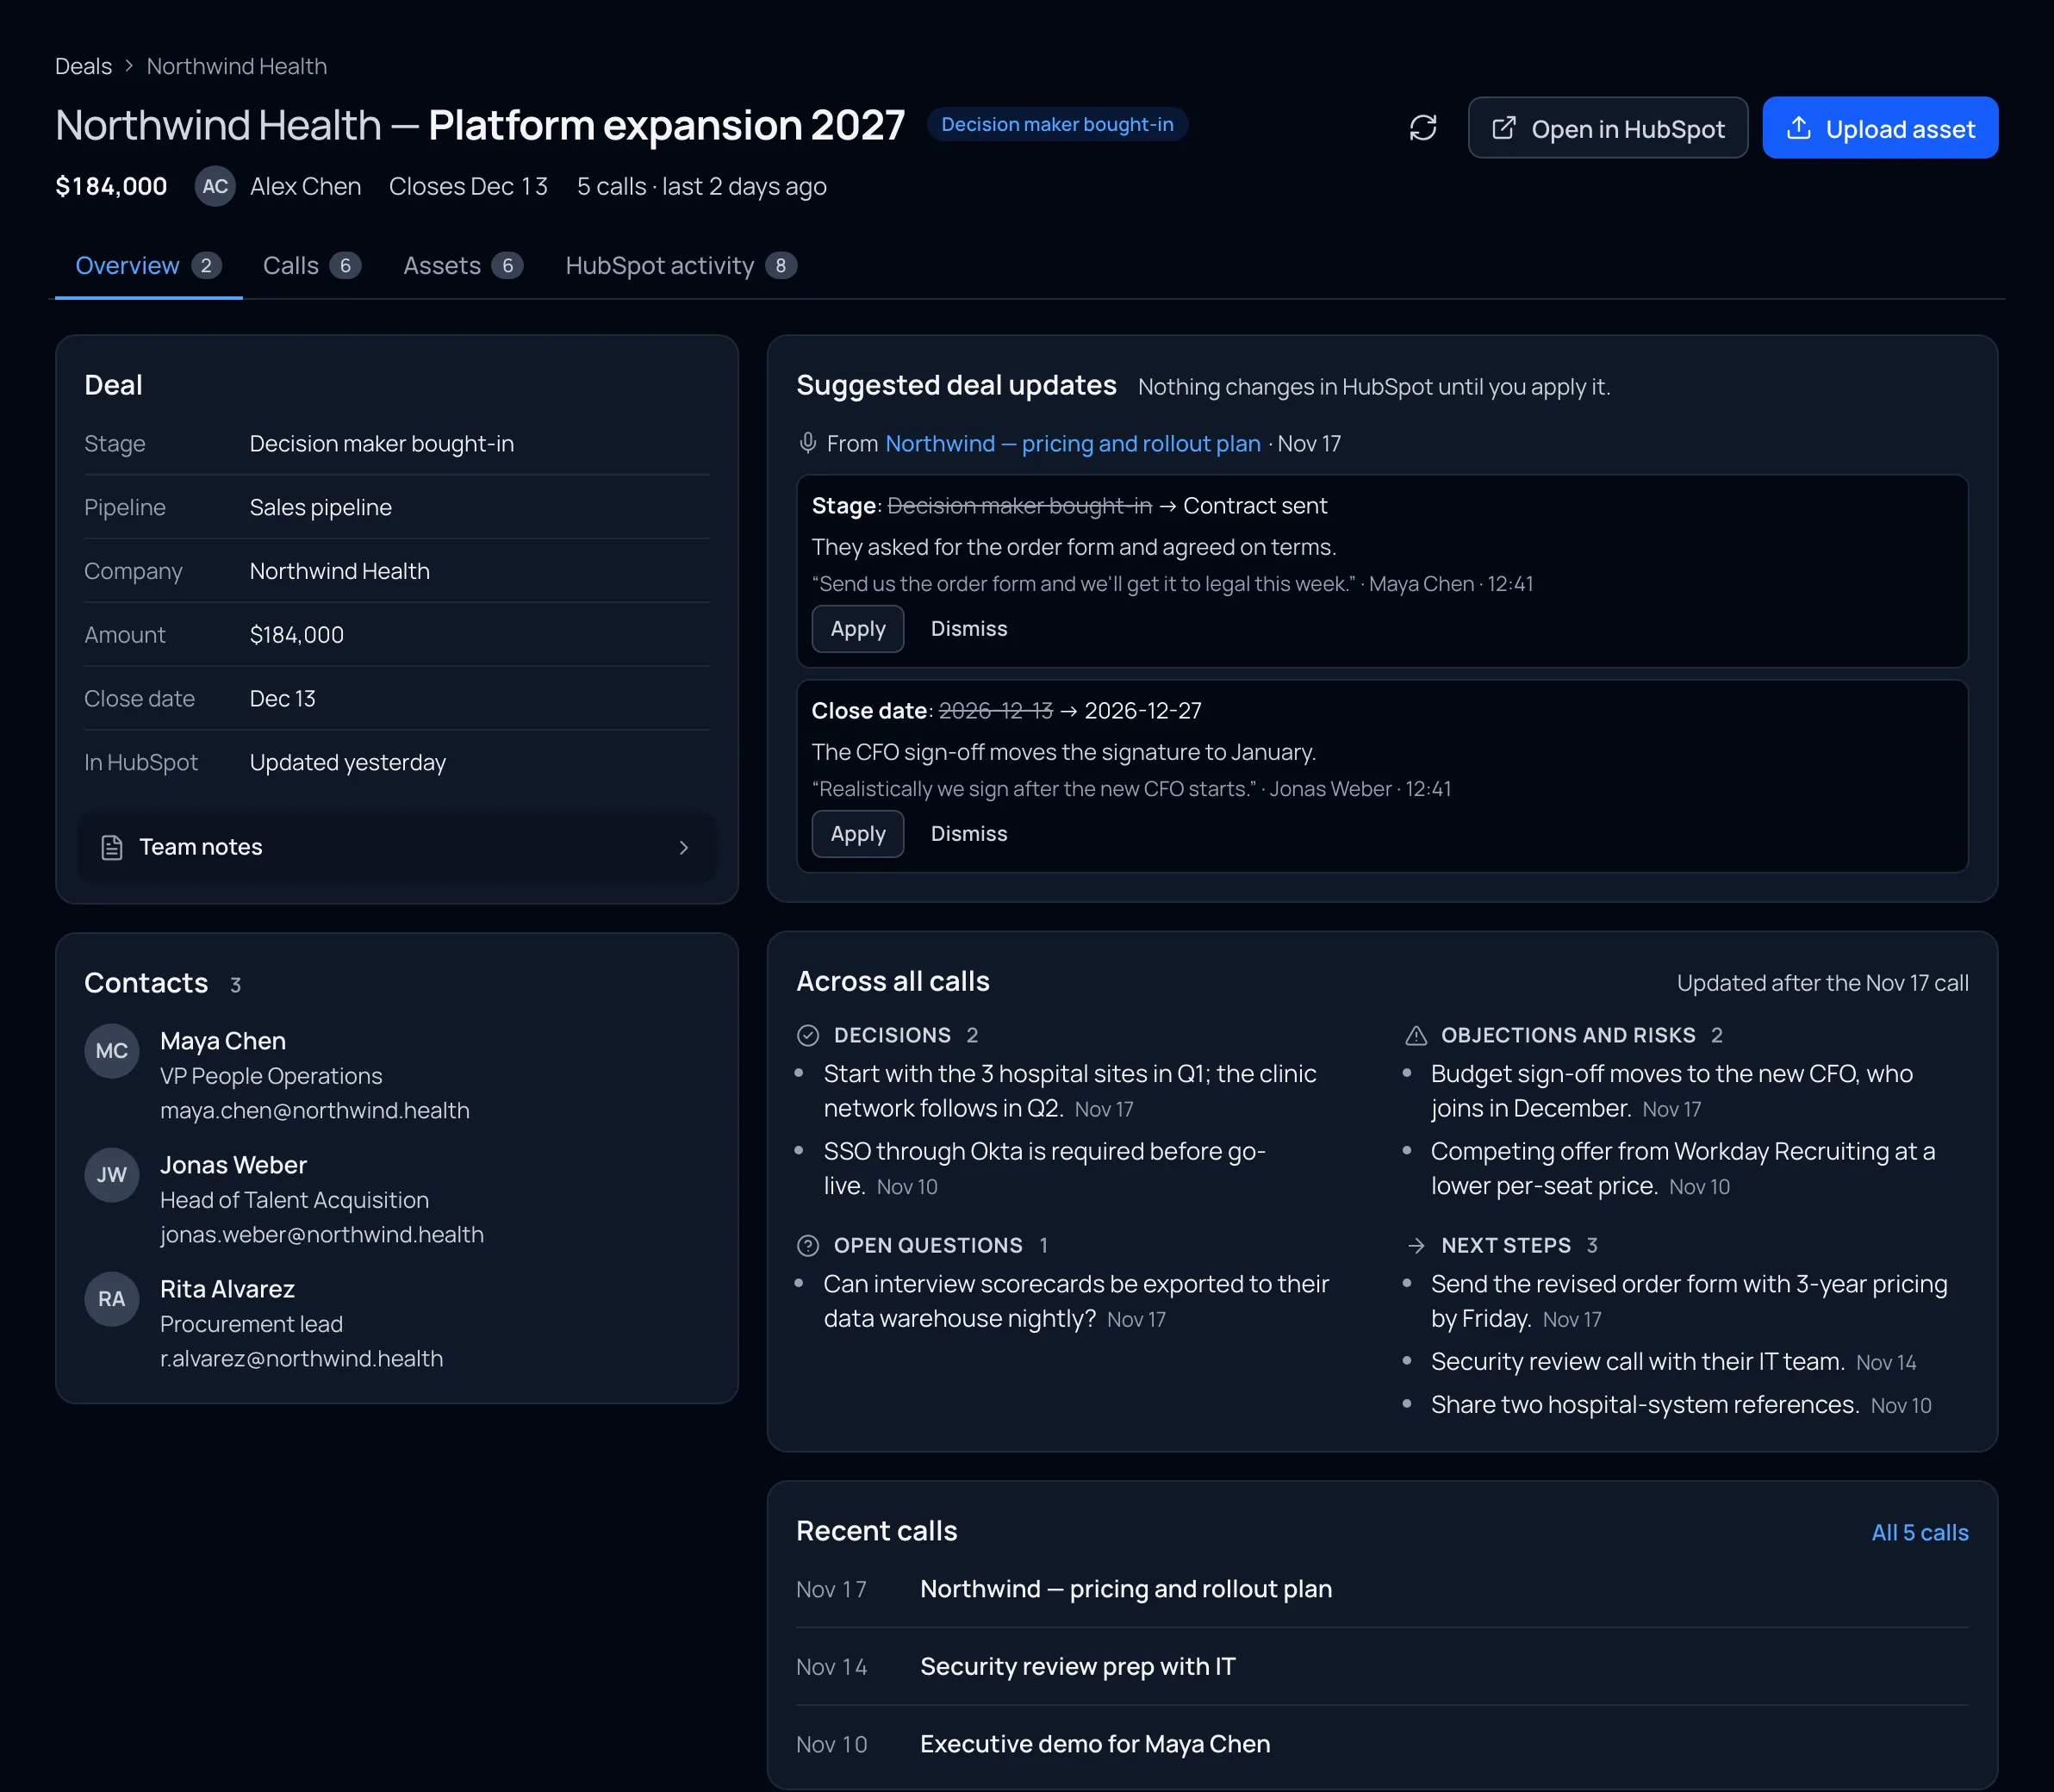 Deals > Northwind Health
Northwind Health — Platform expansion 2027 Decision maker bought-in
Open in HubSpot
Upload asset
$184,000 AC Alex Chen Closes Dec 13 5 calls · last 2 days ago
Overview 2 Calls 6 Assets 6 HubSpot activity 8
Deal
Stage Decision maker bought-in
Pipeline Sales pipeline
Company Northwind Health
Amount $184,000
Close date Dec 13
In HubSpot Updated yesterday
Team notes
Contacts 3
MC Maya Chen
VP People Operations
maya.chen@northwind.health
JW Jonas Weber
Head of Talent Acquisition
jonas.weber@northwind.health
RA Rita Alvarez
Procurement lead
r.alvarez@northwind.health
Suggested deal updates Nothing changes in HubSpot until you apply it.
From Northwind — pricing and rollout plan · Nov 17
Stage: Decision maker bought-in → Contract sent
They asked for the order form and agreed on terms.
“Send us the order form and we'll get it to legal this week.” · Maya Chen · 12:41
Apply Dismiss
Close date: 2026-12-13 → 2026-12-27
The CFO sign-off moves the signature to January.
“Realistically we sign after the new CFO starts.” · Jonas Weber · 12:41
Apply Dismiss
Across all calls Updated after the Nov 17 call
DECISIONS 2
Start with the 3 hospital sites in Q1; the clinic
network follows in Q2. Nov 17
SSO through Okta is required before go-
live. Nov 10
OBJECTIONS AND RISKS 2
Budget sign-off moves to the new CFO, who
joins in December. Nov 17
Competing offer from Workday Recruiting at a
lower per-seat price. Nov 10
OPEN QUESTIONS 1
Can interview scorecards be exported to their
data warehouse nightly? Nov 17
NEXT STEPS 3
Send the revised order form with 3-year pricing
by Friday. Nov 17
Security review call with their IT team. Nov 14
Share two hospital-system references. Nov 10
Recent calls All 5 calls
Nov 17 Northwind — pricing and rollout plan
Nov 14 Security review prep with IT
Nov 10 Executive demo for Maya Chen